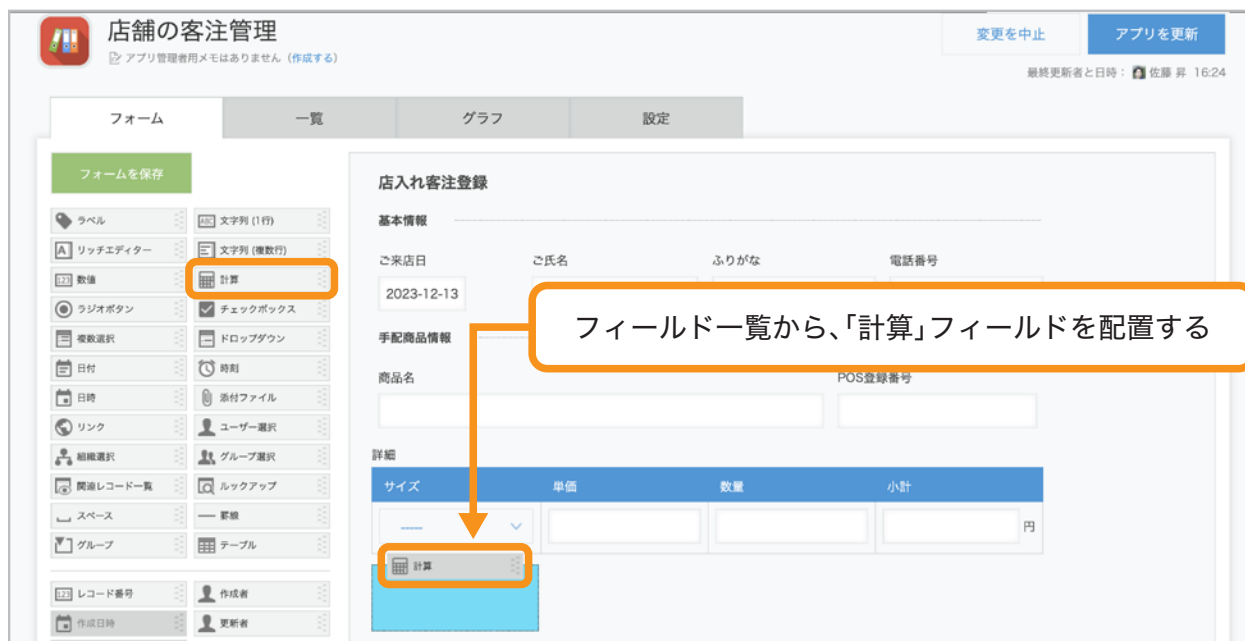 店舗の客注管理
アプリ管理者用メモはありません（作成する）
変更を中止
アプリを更新
最終更新者と日時： 佐藤 昇 16:24
フォーム 一覧 グラフ 設定
フォームを保存
ラベル 文字列 (1行)
リッチエディター 文字列 (複数行)
数値 計算
ラジオボタン チェックボックス
複数選択 ドロップダウン
日付 時刻
日時 添付ファイル
リンク ユーザー選択
組織選択 グループ選択
関連レコード一覧 ルックアップ
スペース 罫線
グループ テーブル
レコード番号 作成者
作成日時 更新者
店入れ客注登録
基本情報
ご来店日 ご氏名 ふりがな 電話番号
2023-12-13
フィールド一覧から、「計算」フィールドを配置する
手配商品情報
商品名 POS登録番号
詳細
サイズ 単価 数量 小計
----- 円
計算